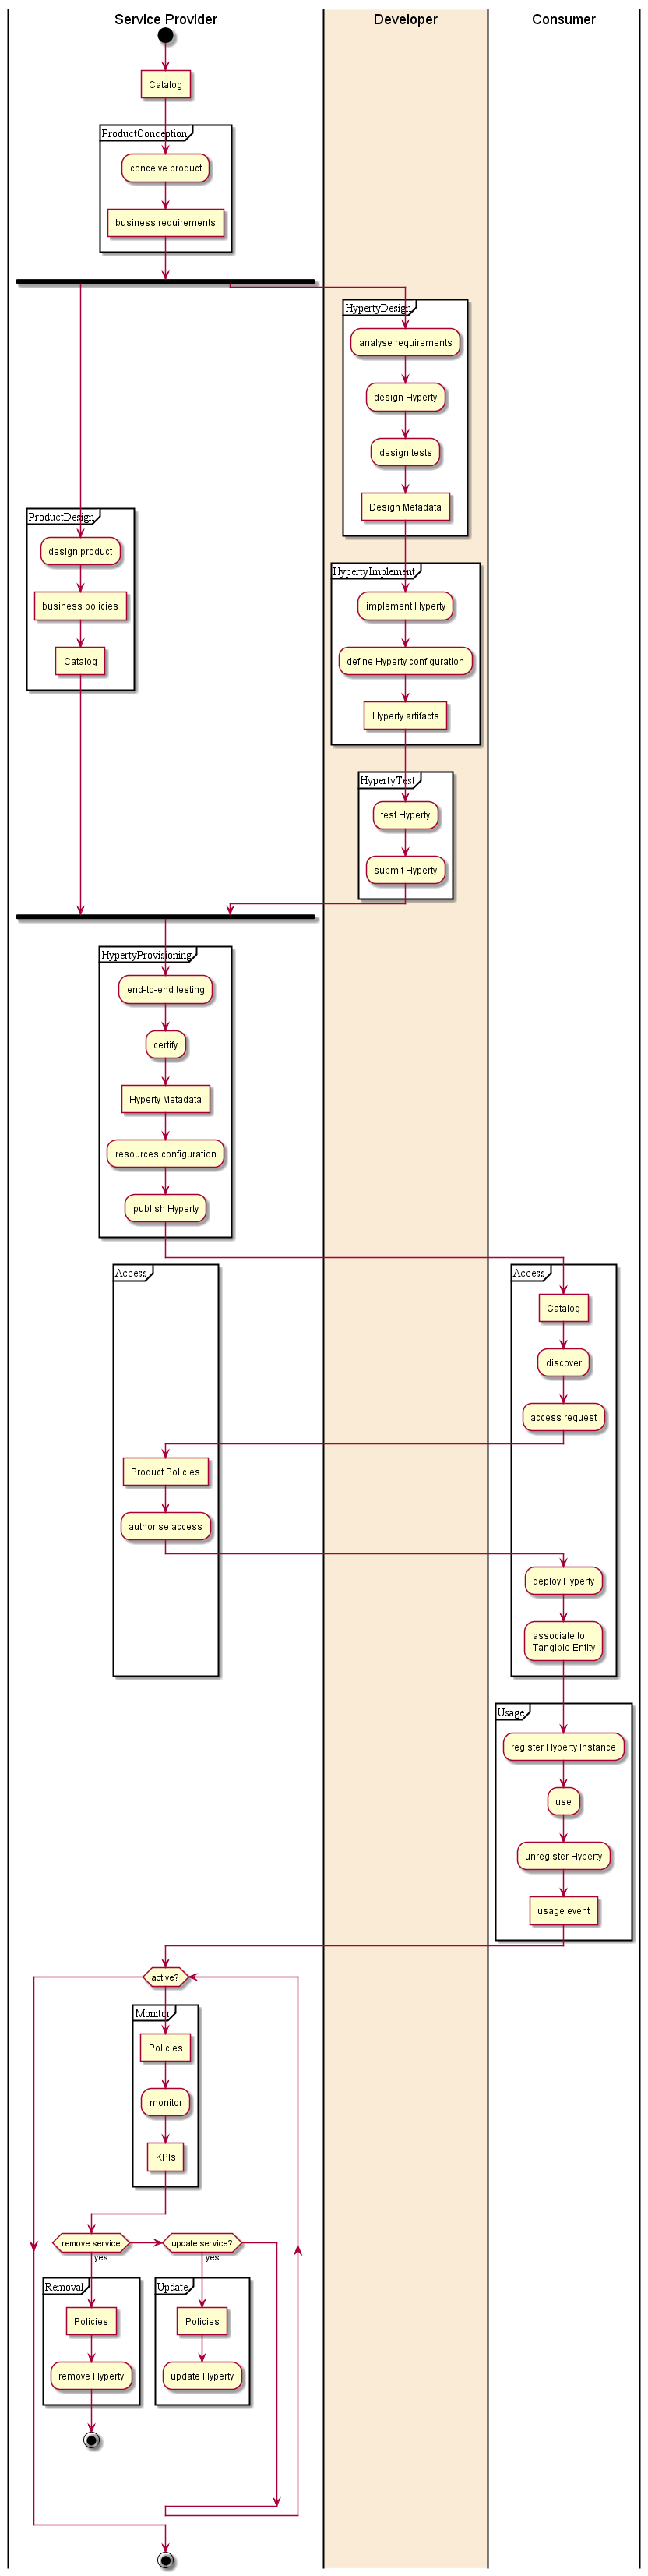 Service Provider
Developer
Consumer
Catalog
ProductConception
conceive product
business requirements
HypertyDesign
analyse requirements
design Hyperty
design tests
Design Metadata
ProductDesign
design product
business policies
Catalog
HypertyImplement
implement Hyperty
define Hyperty configuration
Hyperty artifacts
HypertyTest
test Hyperty
submit Hyperty
HypertyProvisioning
end-to-end testing
certify
Hyperty Metadata
resources configuration
publish Hyperty
Access
Access
Catalog
discover
access request
Product Policies
authorise access
deploy Hyperty
associate to
Tangible Entity
Usage
register Hyperty Instance
use
unregister Hyperty
usage event
active?
Monitor
Policies
monitor
KPIs
remove service
yes
update service?
yes
Removal
Policies
remove Hyperty
Update
Policies
update Hyperty